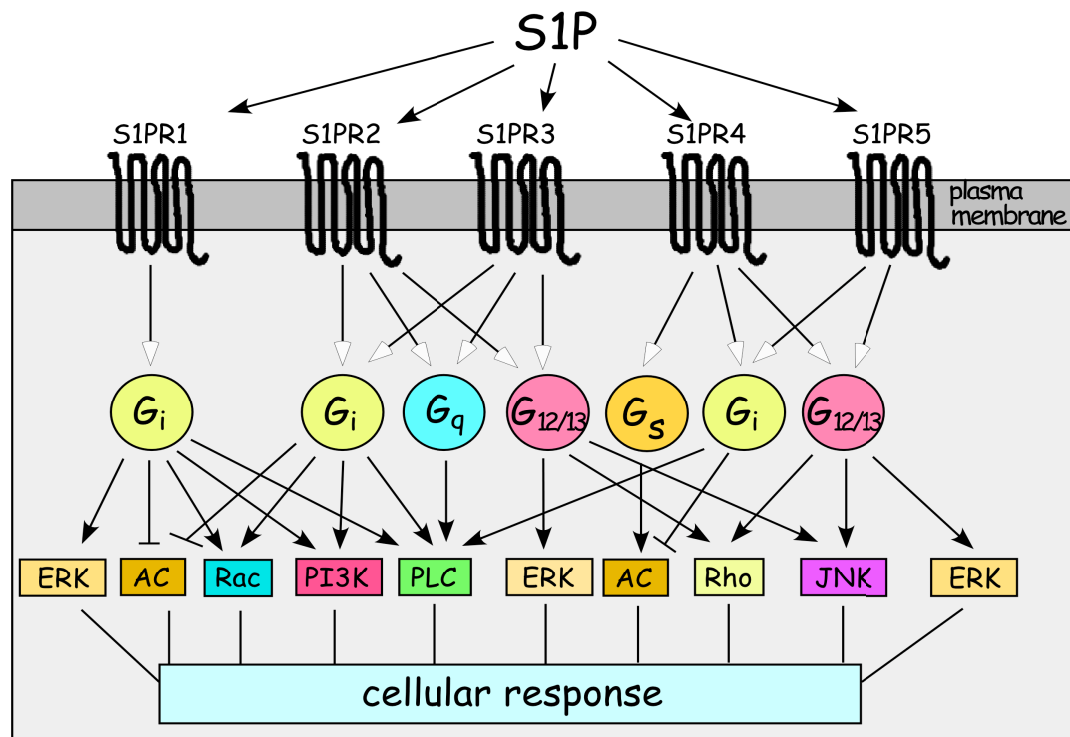 S1P
S1PR1 S1PR2 S1PR3 S1PR4 S1PR5
plasma
membrane
Gi Gi Gq G12/13 Gs Gi G12/13
ERK AC Rac PI3K PLC ERK AC Rho JNK ERK
cellular response